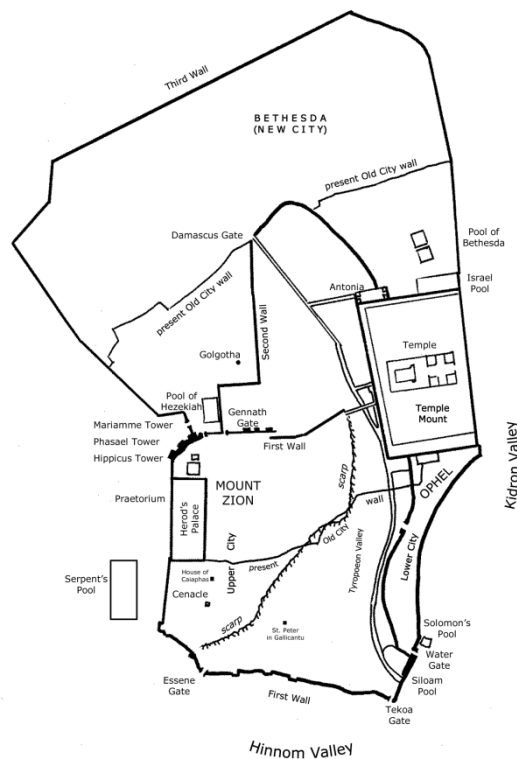 Third Wall
BETHESDA
(NEW CITY)
present Old City wall
Damascus Gate
Pool of
Bethesda
Israel
Pool
Antonia
present Old City wall
Second Wall
Golgotha
Temple
Temple
Mount
Pool of
Hezekiah
Gennath
Gate
Mariamme Tower
Phasael Tower
Hippicus Tower
First Wall
Kidron Valley
scarp
OPHEL
MOUNT
ZION
Praetorium
Herod's
Palace
wall
Old City
present
Upper City
Tyropoeon Valley
Lower City
House of
Caiaphas
Serpent's
Pool
Cenacle
scarp
St. Peter
in Gallicantu
Solomon's
Pool
Water
Gate
Siloam
Pool
Essene
Gate
First Wall
Tekoa
Gate
Hinnom Valley